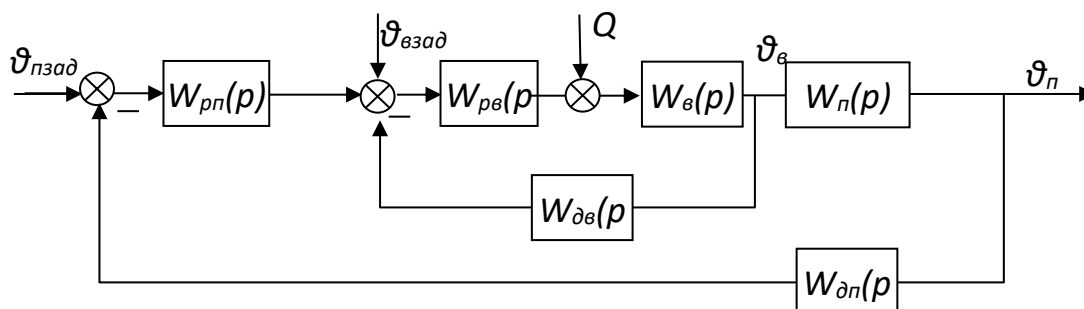 ϑпзад
Wрп(p)
ϑвзад
Wрв(p
Q
Wв(p)
ϑв
Wп(p)
ϑп
−
−
Wдв(p
Wдп(p